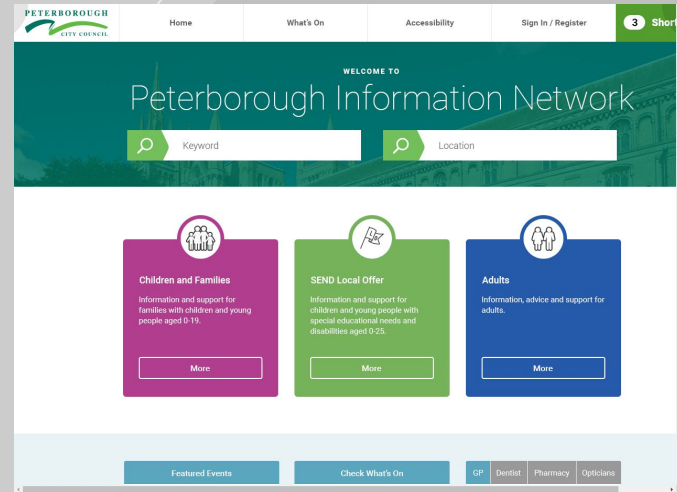 PETERBOROUGH
CITY COUNCIL
Home
What's On
Accessibility
Sign In / Register
3 Short
WELCOME TO
Peterborough Information Network
Keyword
Location
Children and Families
Information and support for
families with children and young
people aged 0-19.
More
SEND Local Offer
Information and support for
children and young people with
special educational needs and
disabilities aged 0-25.
More
Adults
Information, advice and support for
adults.
More
Featured Events
Check What's On
GP
Dentist
Pharmacy
Opticians